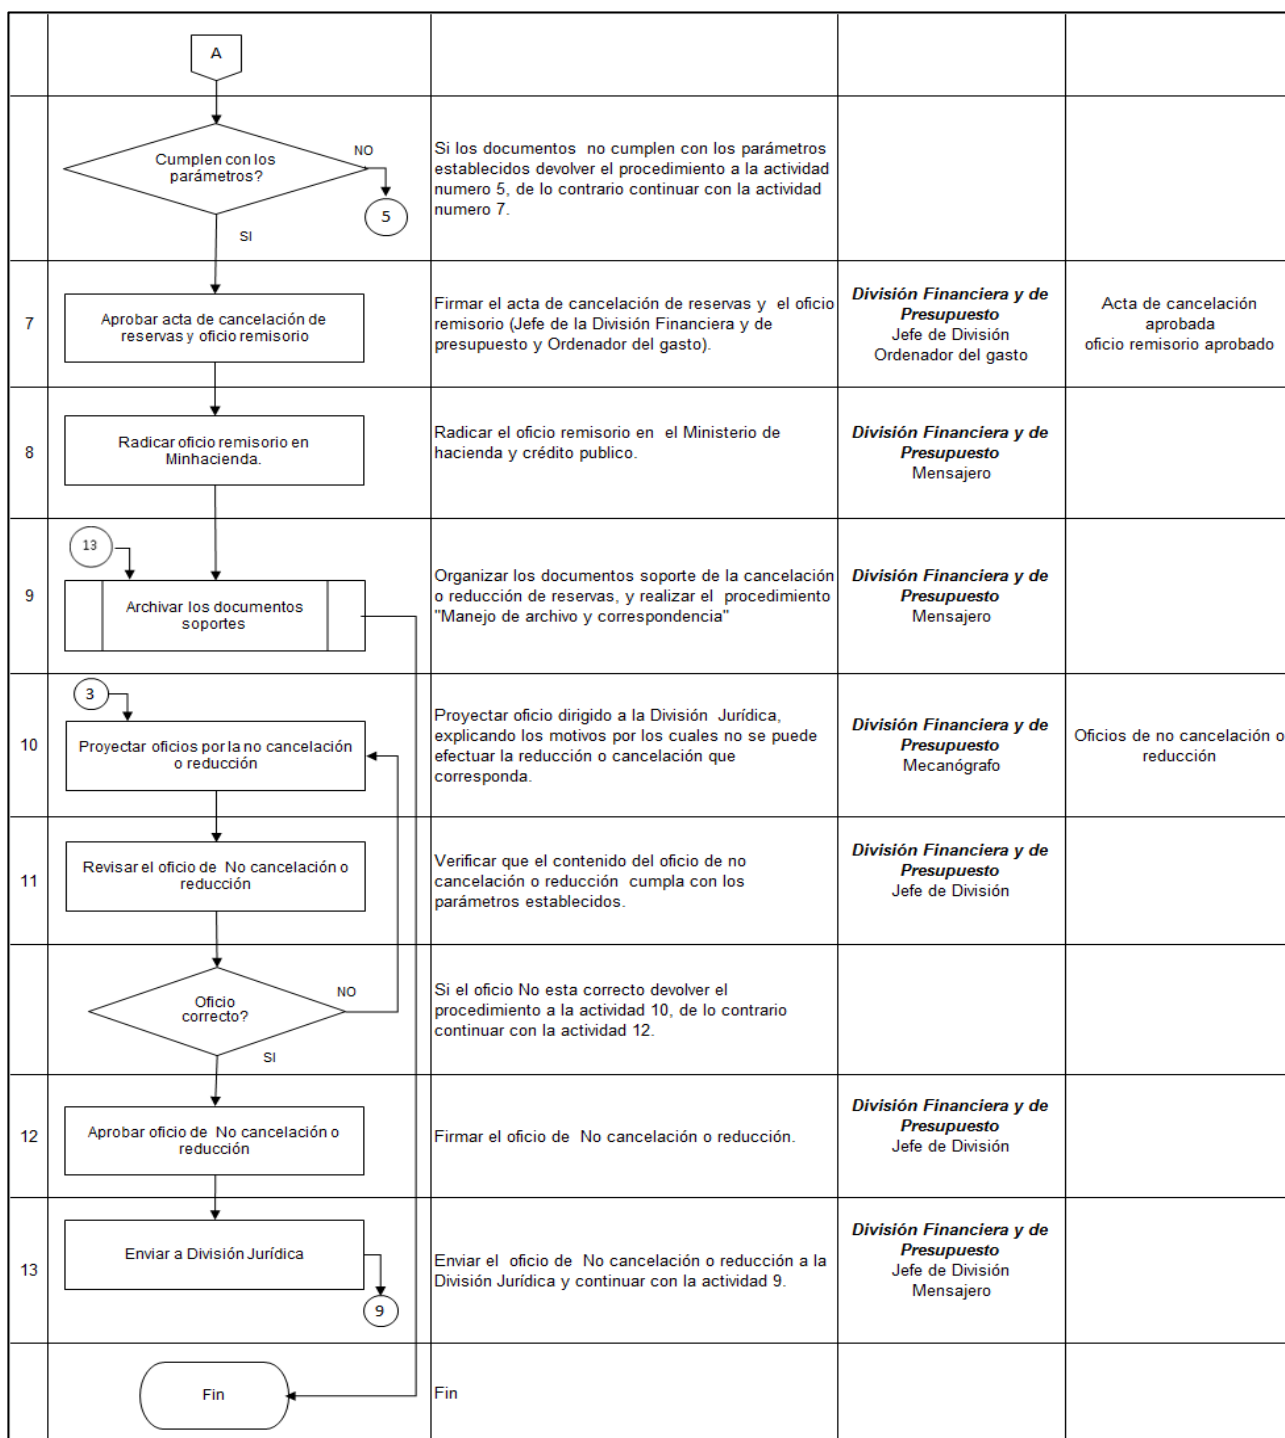 A
Cumplen con los
parámetros?
NO
5
SI
Si los documentos no cumplen con los parámetros
establecidos devolver el procedimiento a la actividad
numero 5, de lo contrario continuar con la actividad
numero 7.
7
Aprobar acta de cancelación de
reservas y oficio remisorio
Firmar el acta de cancelación de reservas y el oficio
remisorio (Jefe de la División Financiera y de
presupuesto y Ordenador del gasto).
División Financiera y de
Presupuesto
Jefe de División
Ordenador del gasto
Acta de cancelación
aprobada
oficio remisorio aprobado
8
Radicar oficio remisorio en
Minhacienda.
Radicar el oficio remisorio en el Ministerio de
hacienda y crédito publico.
División Financiera y de
Presupuesto
Mensajero
9
13
Archivar los documentos
soportes
Organizar los documentos soporte de la cancelación
o reducción de reservas, y realizar el procedimiento
"Manejo de archivo y correspondencia"
División Financiera y de
Presupuesto
Mensajero
10
3
Proyectar oficios por la no cancelación
o reducción
Proyectar oficio dirigido a la División Jurídica,
explicando los motivos por los cuales no se puede
efectuar la reducción o cancelación que
corresponda.
División Financiera y de
Presupuesto
Mecanógrafo
Oficios de no cancelación o
reducción
11
Revisar el oficio de No cancelación o
reducción
Verificar que el contenido del oficio de no
cancelación o reducción cumpla con los
parámetros establecidos.
División Financiera y de
Presupuesto
Jefe de División
Oficio
correcto?
NO
SI
Si el oficio No esta correcto devolver el
procedimiento a la actividad 10, de lo contrario
continuar con la actividad 12.
12
Aprobar oficio de No cancelación o
reducción
Firmar el oficio de No cancelación o reducción.
División Financiera y de
Presupuesto
Jefe de División
13
Enviar a División Jurídica
9
Enviar el oficio de No cancelación o reducción a la
División Jurídica y continuar con la actividad 9.
División Financiera y de
Presupuesto
Jefe de División
Mensajero
Fin
Fin